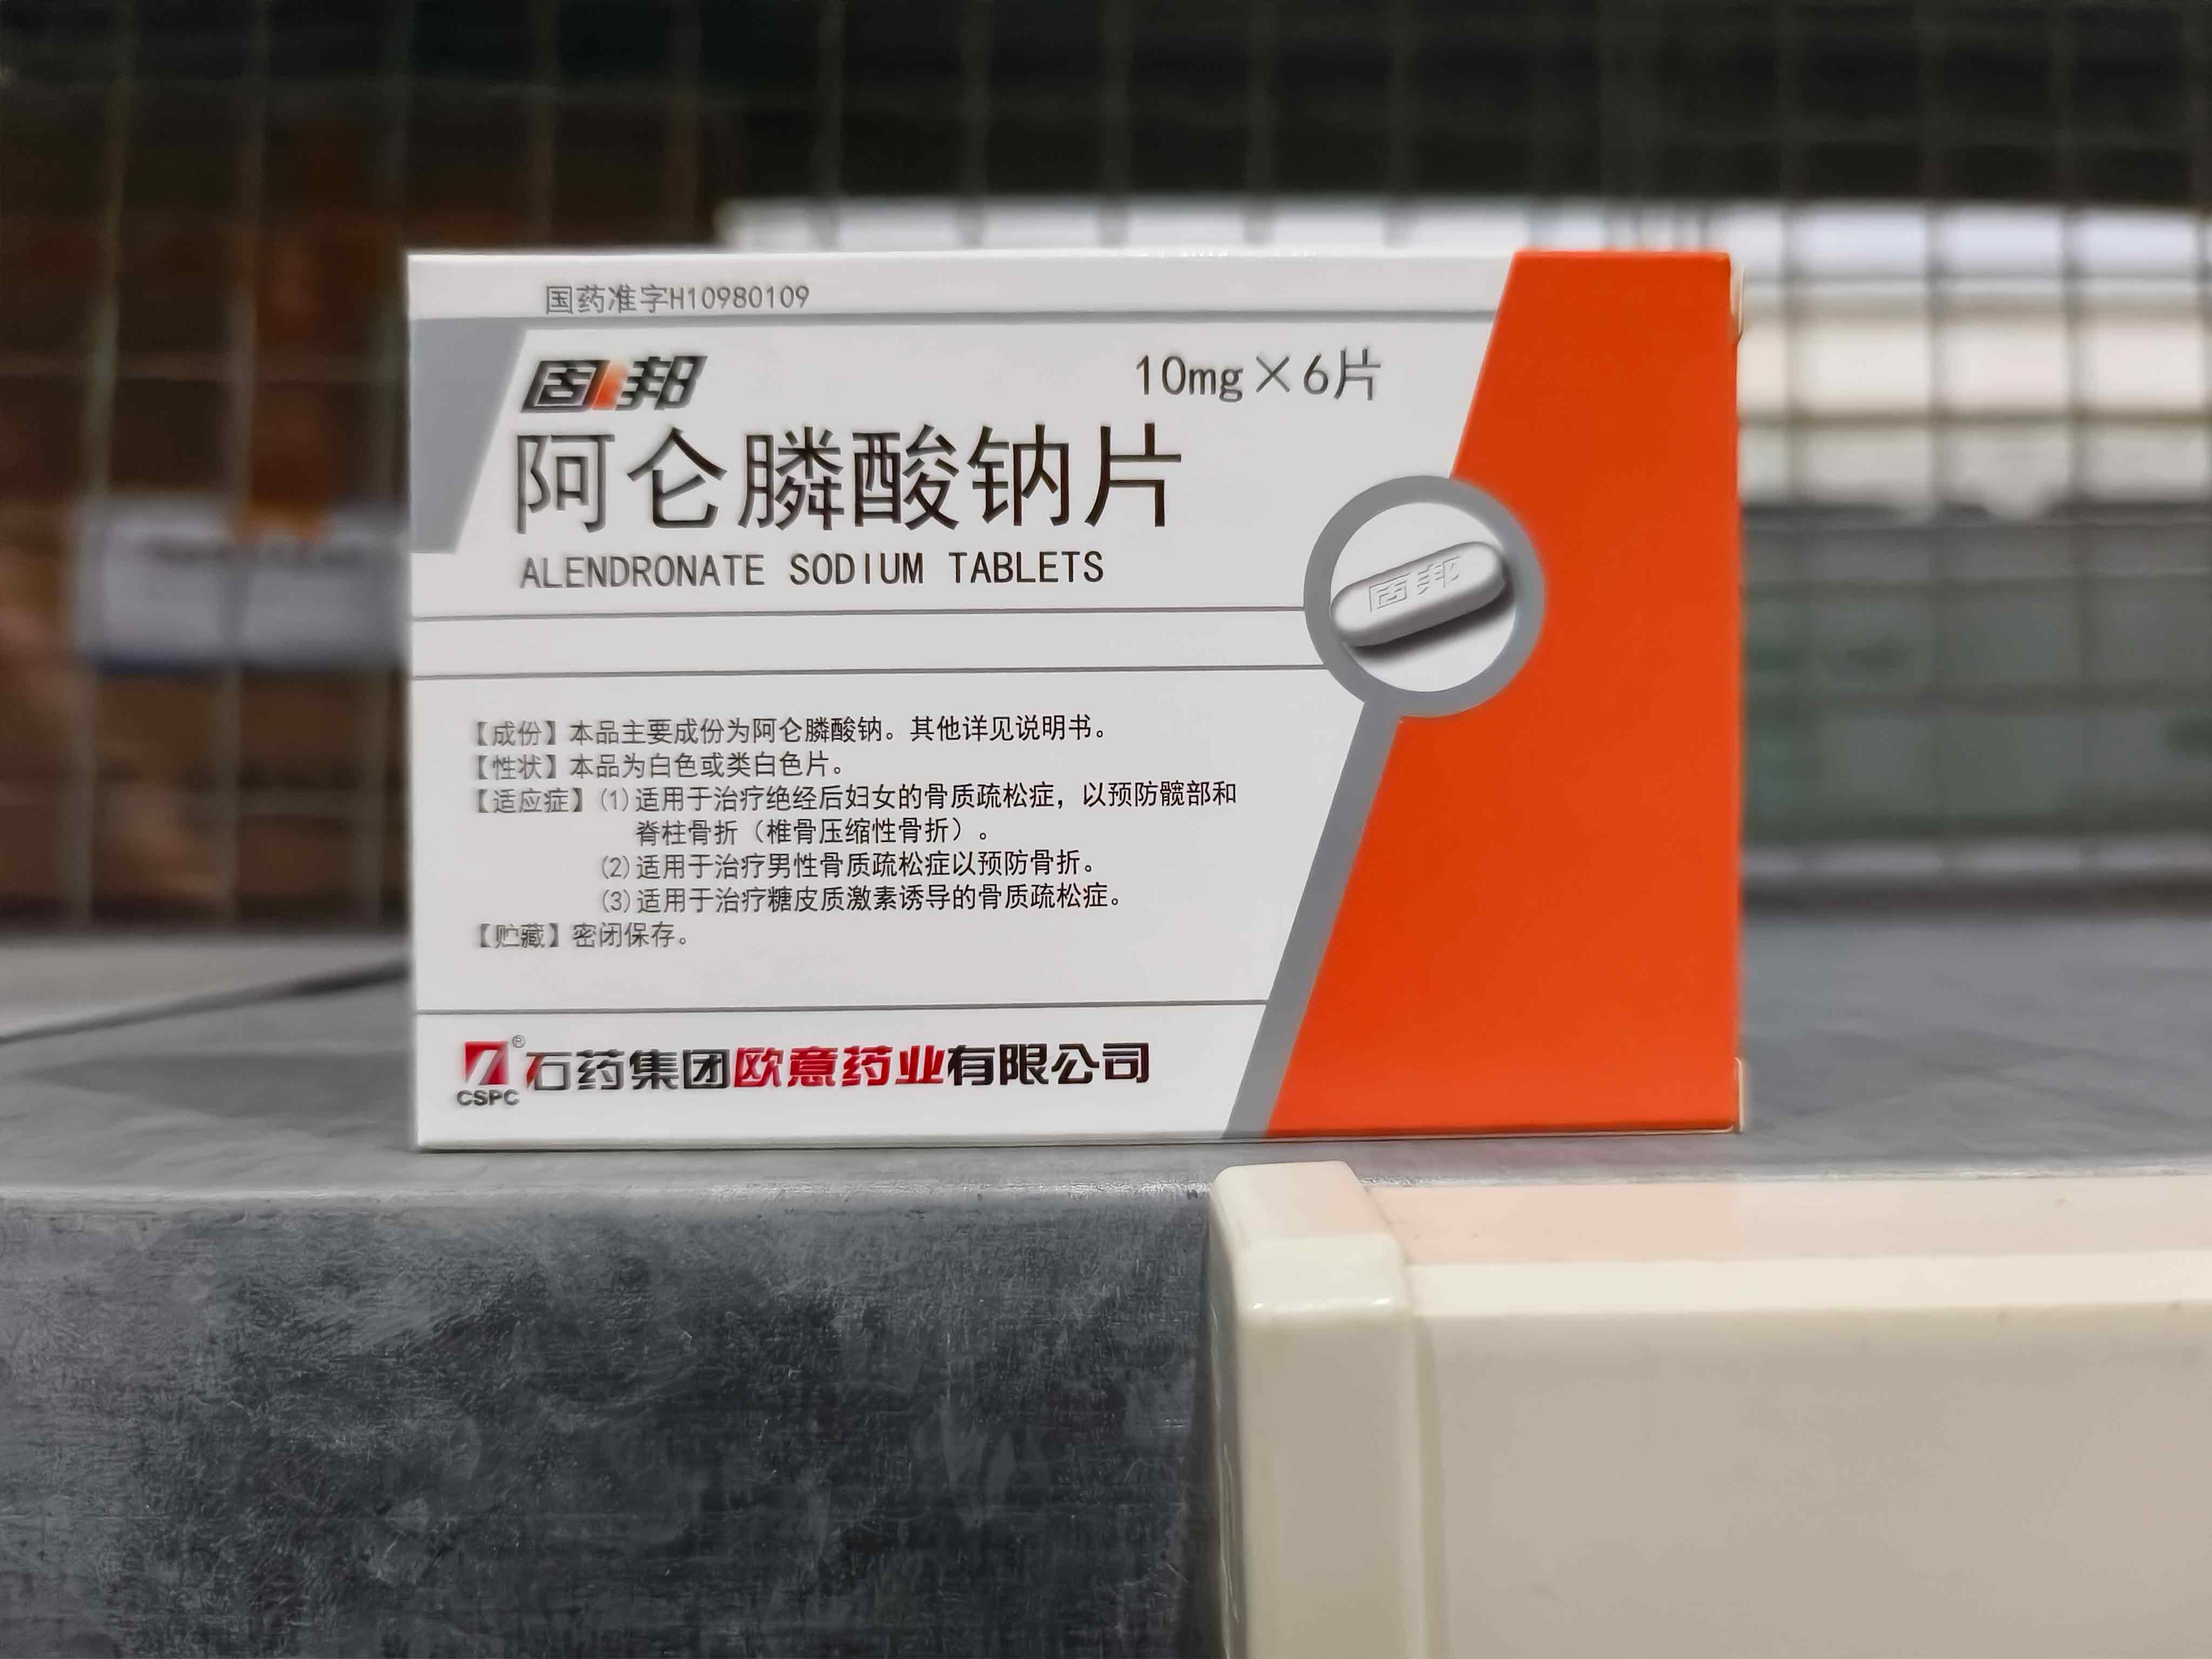 国药准字H10980109
固邦
10mg×6片
阿仑膦酸钠片
ALENDRONATE SODIUM TABLETS
固邦
【成份】本品主要成份为阿仑膦酸钠。其他详见说明书。
【性状】本品为白色或类白色片。
【适应症】(1)适用于治疗绝经后妇女的骨质疏松症，以预防髋部和
脊柱骨折（椎骨压缩性骨折）。
(2)适用于治疗男性骨质疏松症以预防骨折。
(3)适用于治疗糖皮质激素诱导的骨质疏松症。
【贮藏】密闭保存。
®石药集团欧意药业有限公司
CSPC